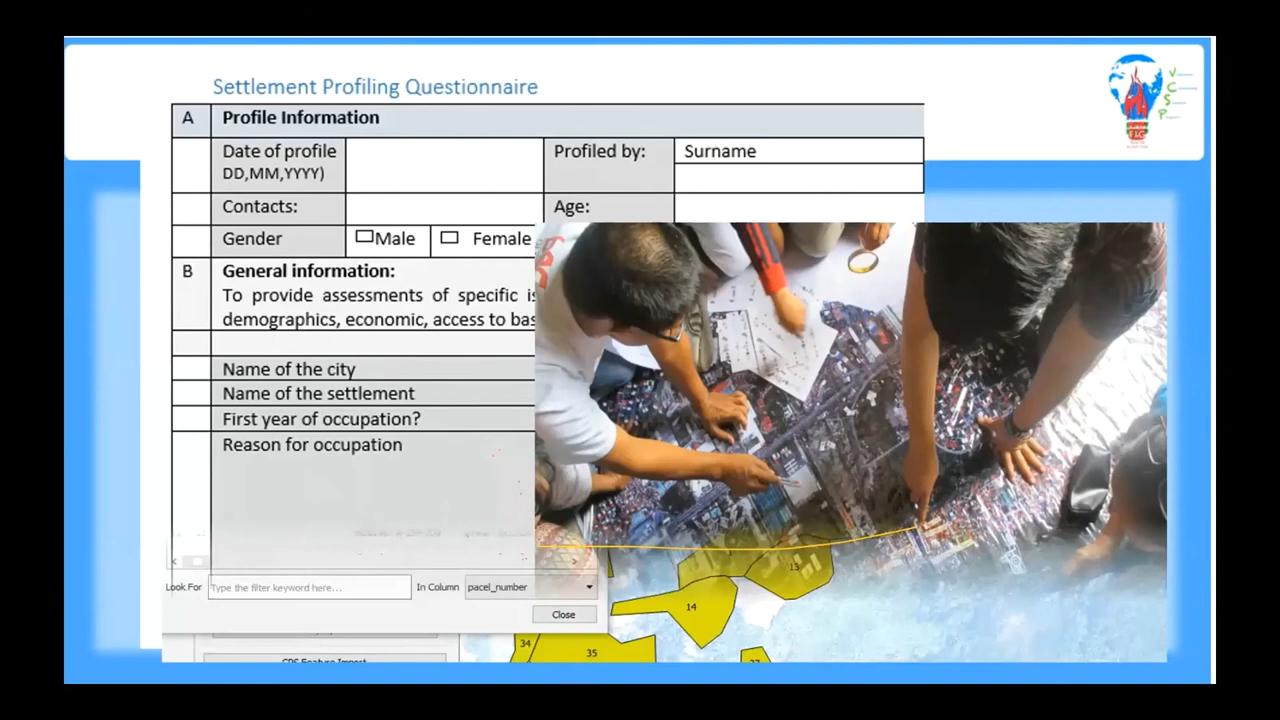 Settlement Profiling Questionnaire
A Profile Information
Date of profile Profiled by: Surname
DD,MM,YYYY)
Contacts: Age:
Gender Male Female
B General information:
To provide assessments of specific is
demographics, economic, access to bas
Name of the city
Name of the settlement
First year of occupation?
Reason for occupation
Look For Type the filter keyword here... In Column pacel_number
Close
13
14
34
35
V
C
S
P